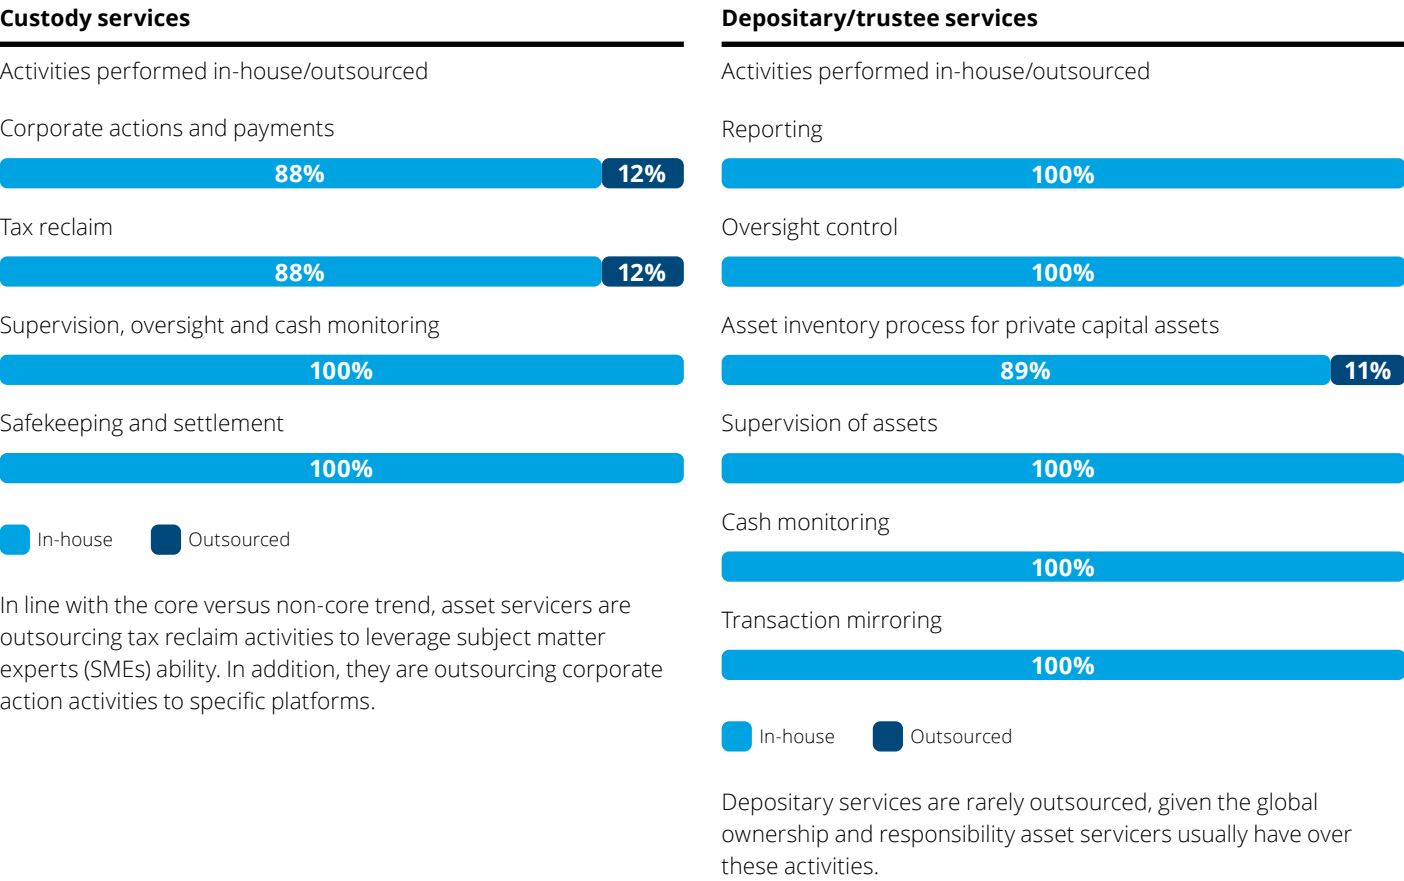 Custody services
Activities performed in-house/outsourced
Corporate actions and payments
88% 12%
Tax reclaim
88% 12%
Supervision, oversight and cash monitoring
100%
Safekeeping and settlement
100%
In-house Outsourced
In line with the core versus non-core trend, asset servicers are
outsourcing tax reclaim activities to leverage subject matter
experts (SMEs) ability. In addition, they are outsourcing corporate
action activities to specific platforms.
Depositary/trustee services
Activities performed in-house/outsourced
Reporting
100%
Oversight control
100%
Asset inventory process for private capital assets
89% 11%
Supervision of assets
100%
Cash monitoring
100%
Transaction mirroring
100%
In-house Outsourced
Depositary services are rarely outsourced, given the global
ownership and responsibility asset servicers usually have over
these activities.